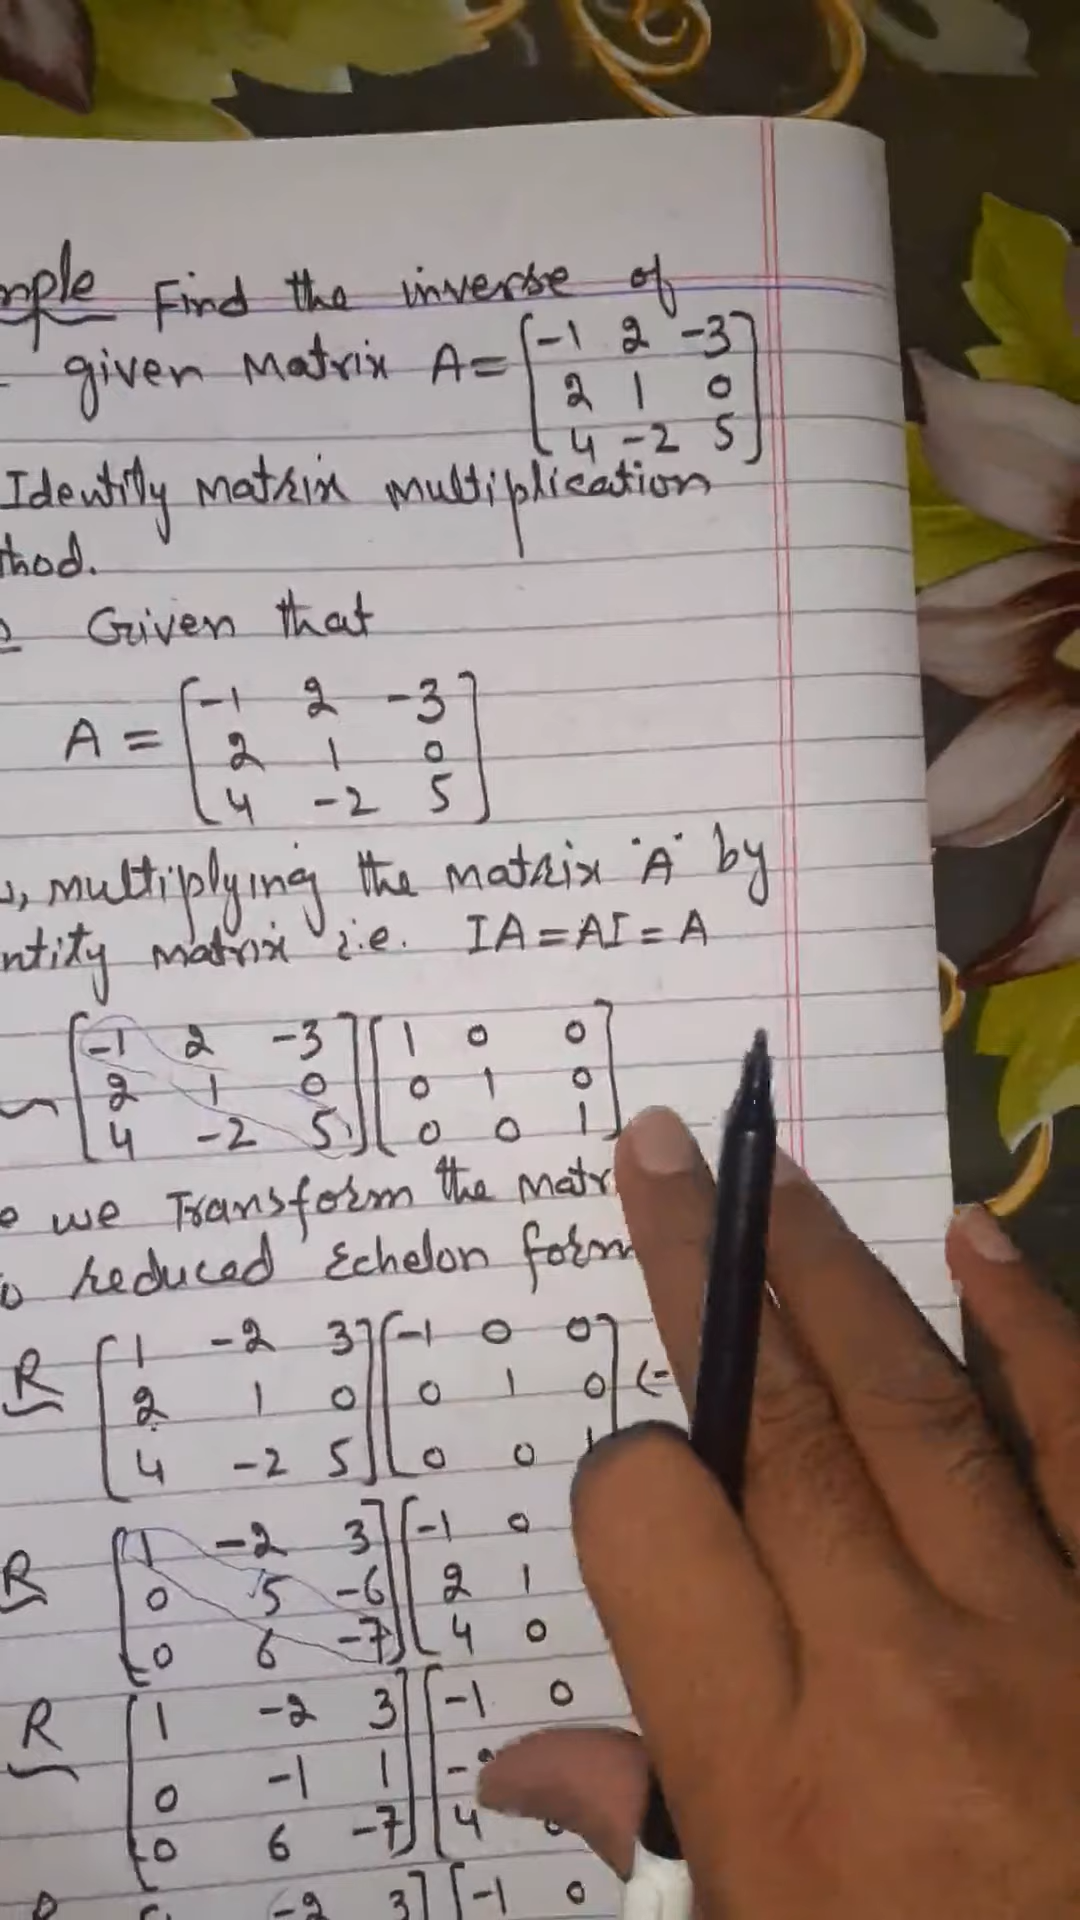 Find the inverse of
given Matrix A = [-1 2 -3
2 1 0
4 -2 5]
Identity matrix multiplication
Given that
A = [-1 2 -3
2 1 0
4 -2 5]
multiplying the matrix "A" by
matrix i.e. IA = AI = A
~ [-1 2 -3] [1 0 0]
[2 1 0] [0 1 0]
[4 -2 5] [0 0 1]
we Transform the
reduced Echelon form
R [1 -2 3] [-1 0 0]
[2 1 0] [0 1 0] (-
[4 -2 5] [0 0 1
R [1 -2 3] [-1 0
[0 5 -6] [2 1
[0 6 -7] [4 0
R [1 -2 3] [-1 0
[0 -1 1] [-
[0 6 -7] [4
-2 3] [-1 0